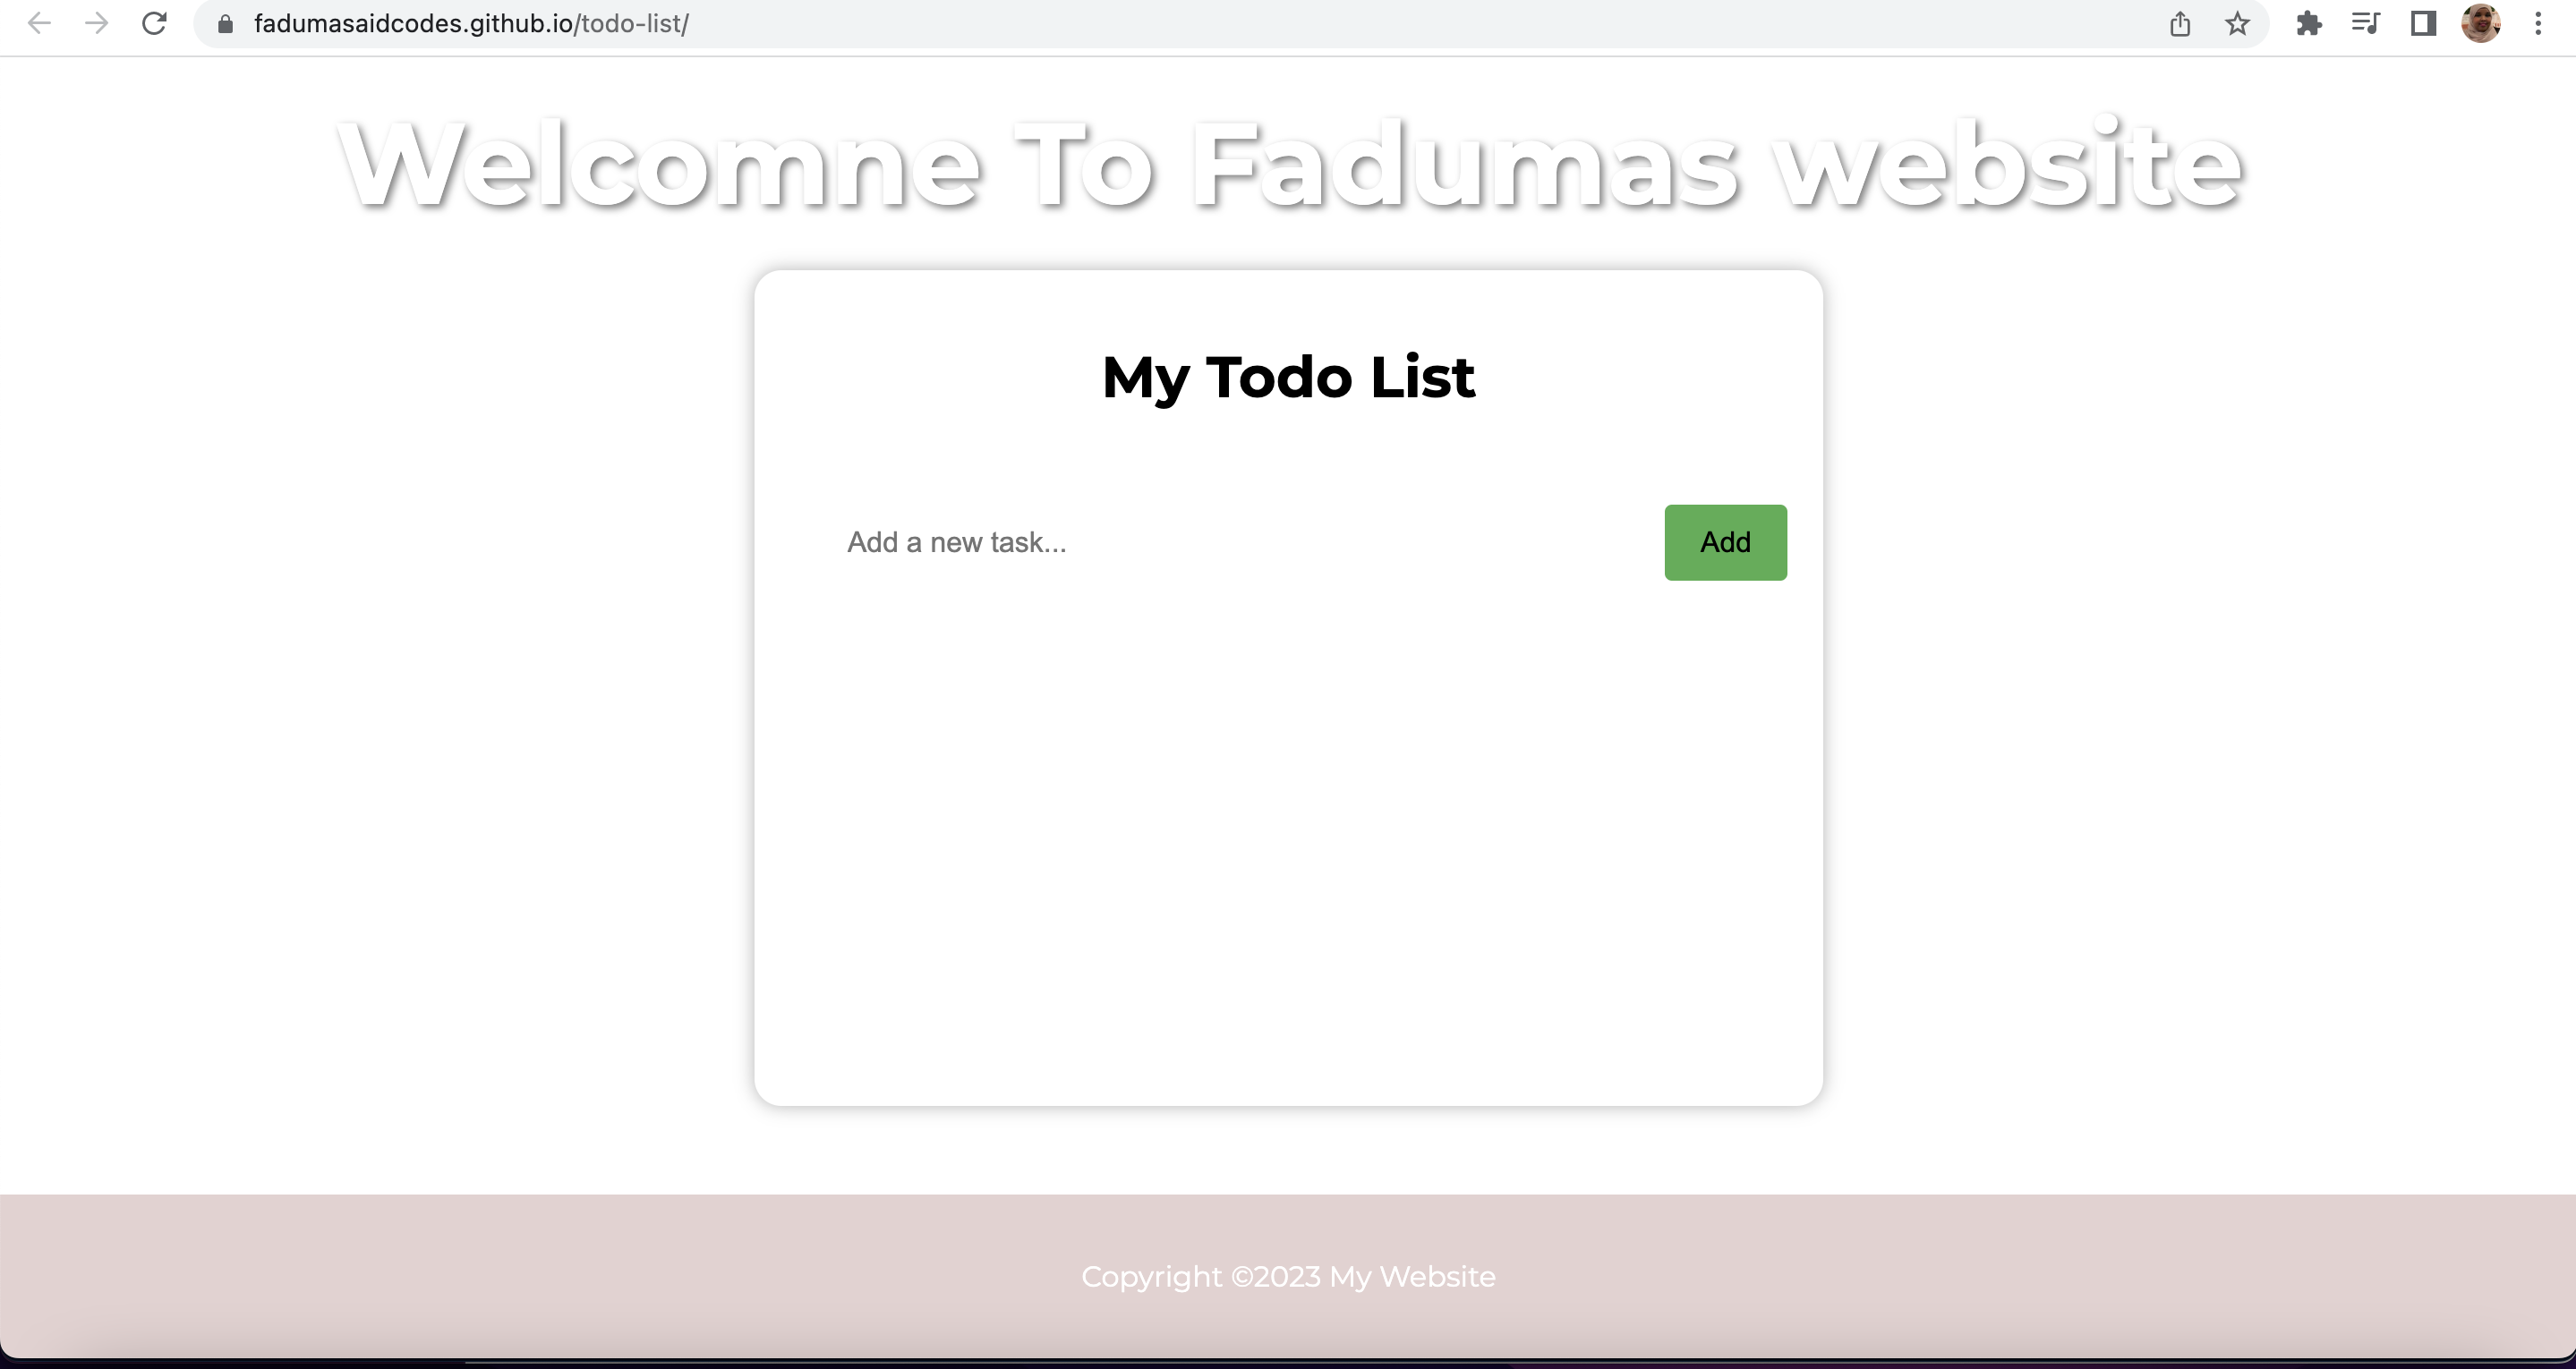 fadumasaidcodes.github.io/todo-list/
Welcomne To Fadumas website
My Todo List
Add a new task...
Add
Copyright ©2023 My Website